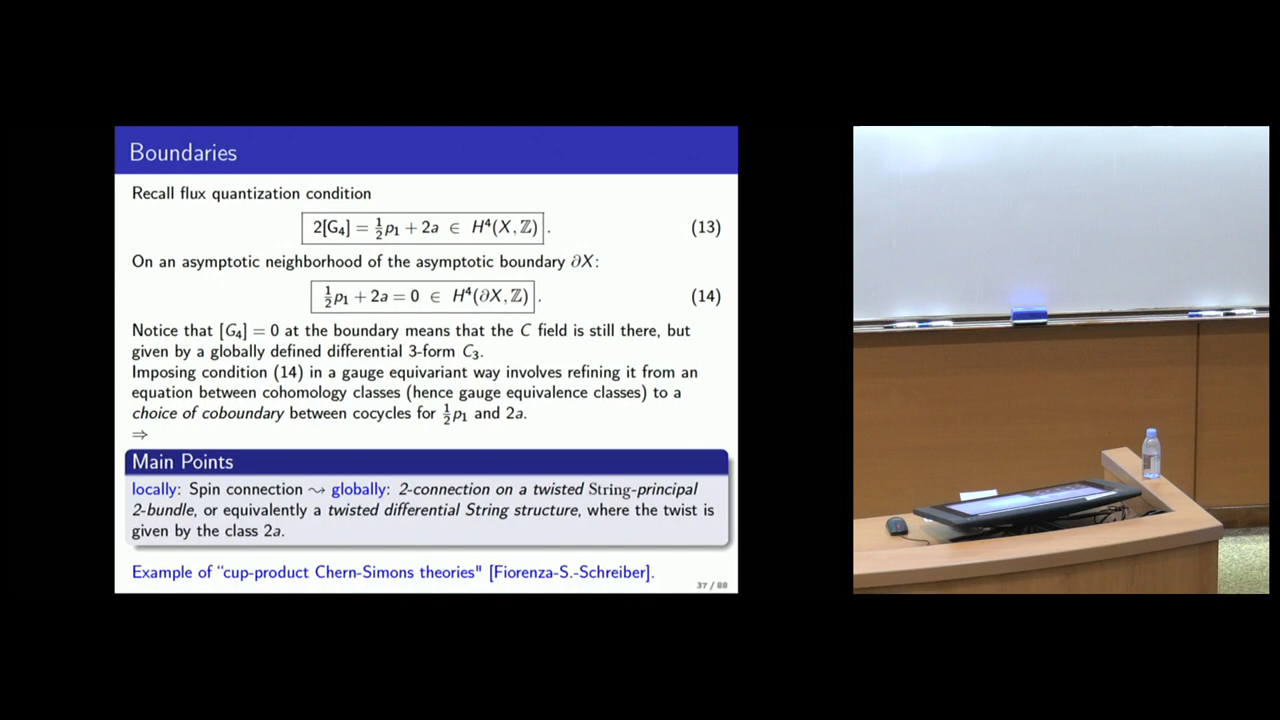 Boundaries
Recall flux quantization condition
2[G₄] = ½p₁ + 2a ∈ H⁴(X, ℤ) . (13)
On an asymptotic neighborhood of the asymptotic boundary ∂X:
½p₁ + 2a = 0 ∈ H⁴(∂X, ℤ) . (14)
Notice that [G₄] = 0 at the boundary means that the C field is still there, but
given by a globally defined differential 3-form C₃.
Imposing condition (14) in a gauge equivariant way involves refining it from an
equation between cohomology classes (hence gauge equivalence classes) to a
choice of coboundary between cocycles for ½p₁ and 2a.
⇒
Main Points
locally: Spin connection ⇝ globally: 2-connection on a twisted String-principal
2-bundle, or equivalently a twisted differential String structure, where the twist is
given by the class 2a.
Example of "cup-product Chern-Simons theories" [Fiorenza-S.-Schreiber].
37 / 88